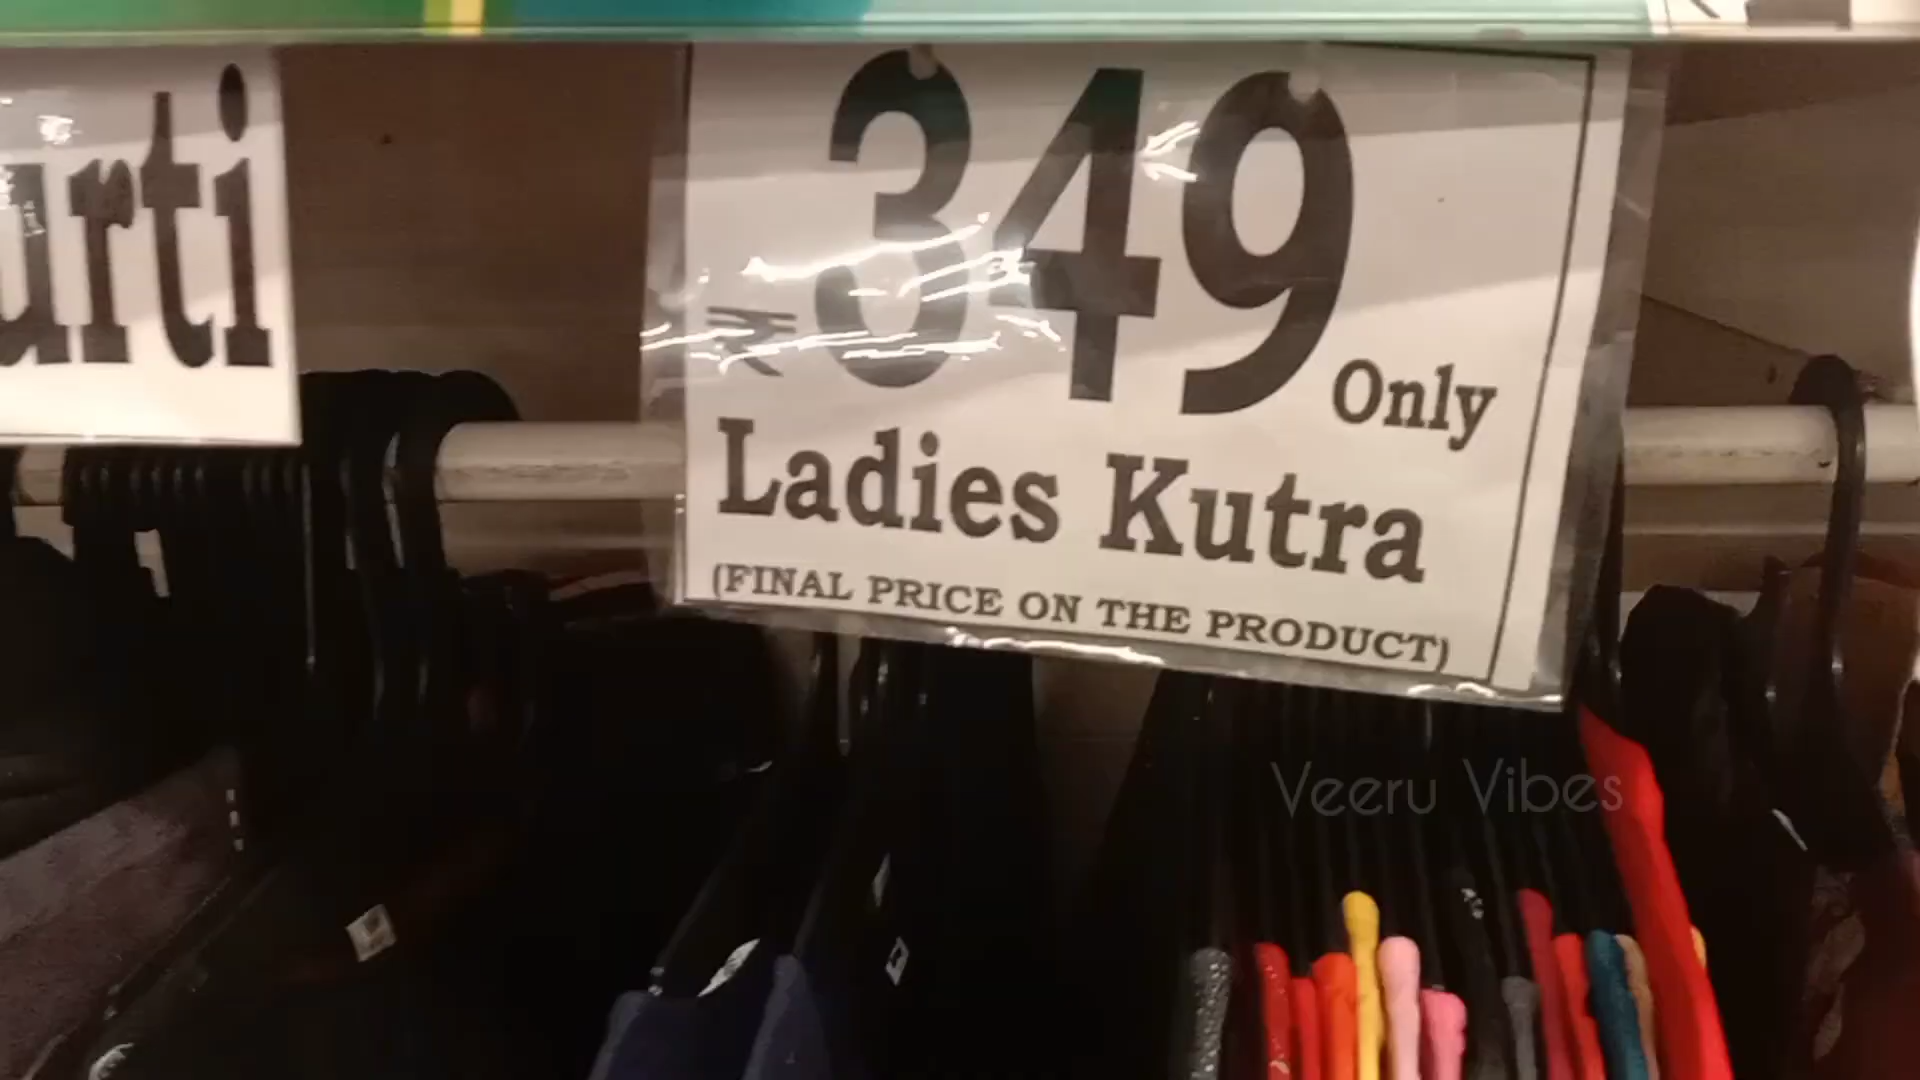 ₹ 349 Only
Ladies Kutra
(FINAL PRICE ON THE PRODUCT)
urti
Veeru Vibes